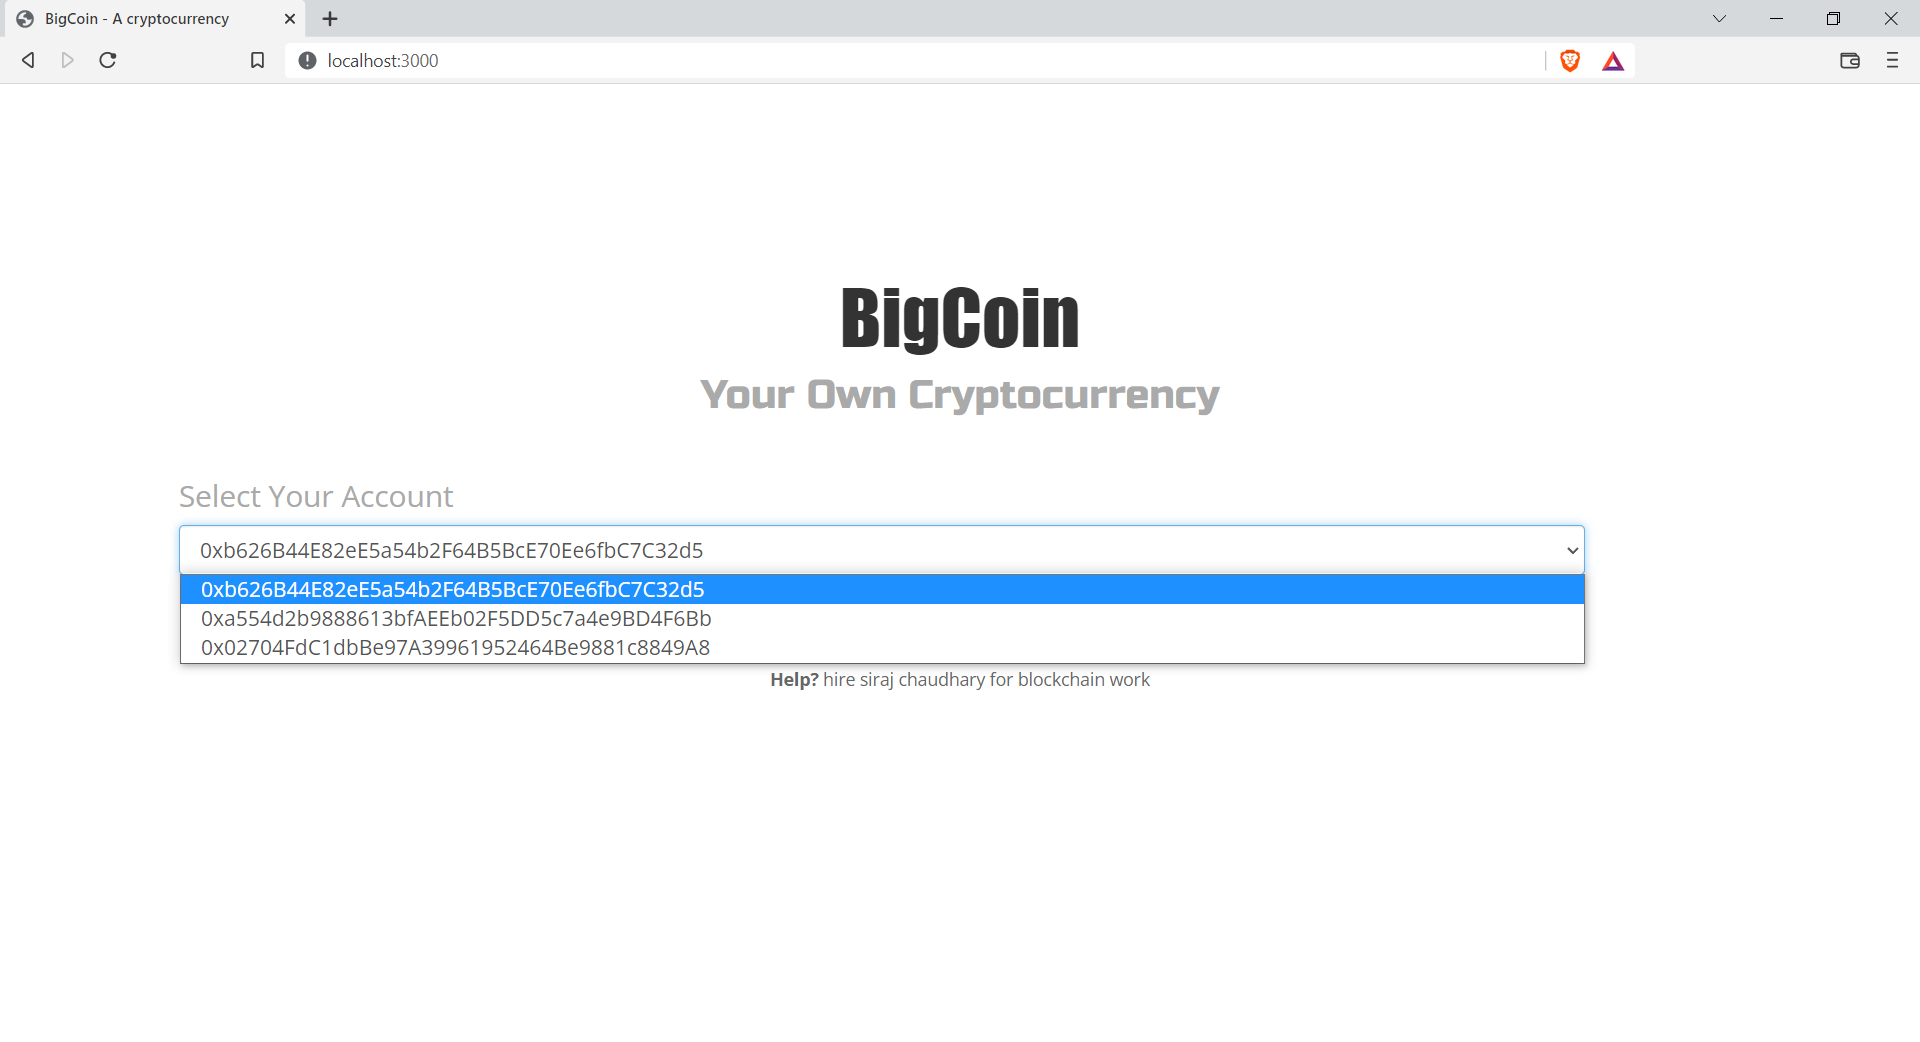 BigCoin - A cryptocurrency
localhost:3000
BigCoin
Your Own Cryptocurrency
Select Your Account
0xb626B44E82eE5a54b2F64B5BcE70Ee6fbC7C32d5
0xb626B44E82eE5a54b2F64B5BcE70Ee6fbC7C32d5
0xa554d2b9888613bfAEEb02F5DD5c7a4e9BD4F6Bb
0x02704FdC1dbBe97A39961952464Be9881c8849A8
Help? hire siraj chaudhary for blockchain work